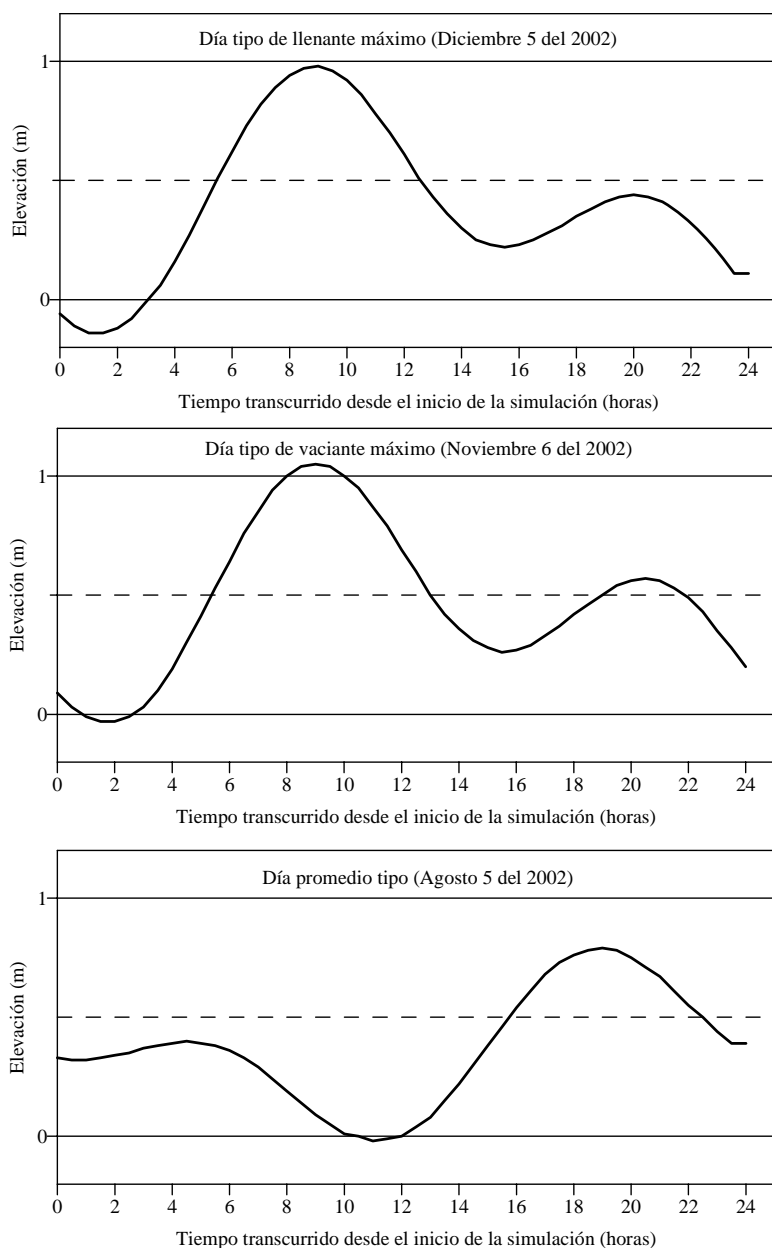 Día tipo de llenante máximo (Diciembre 5 del 2002)
1
Elevación (m)
0
0 2 4 6 8 10 12 14 16 18 20 22 24
Tiempo transcurrido desde el inicio de la simulación (horas)
Día tipo de vaciante máximo (Noviembre 6 del 2002)
1
Elevación (m)
0
0 2 4 6 8 10 12 14 16 18 20 22 24
Tiempo transcurrido desde el inicio de la simulación (horas)
Día promedio tipo (Agosto 5 del 2002)
1
Elevación (m)
0
0 2 4 6 8 10 12 14 16 18 20 22 24
Tiempo transcurrido desde el inicio de la simulación (horas)